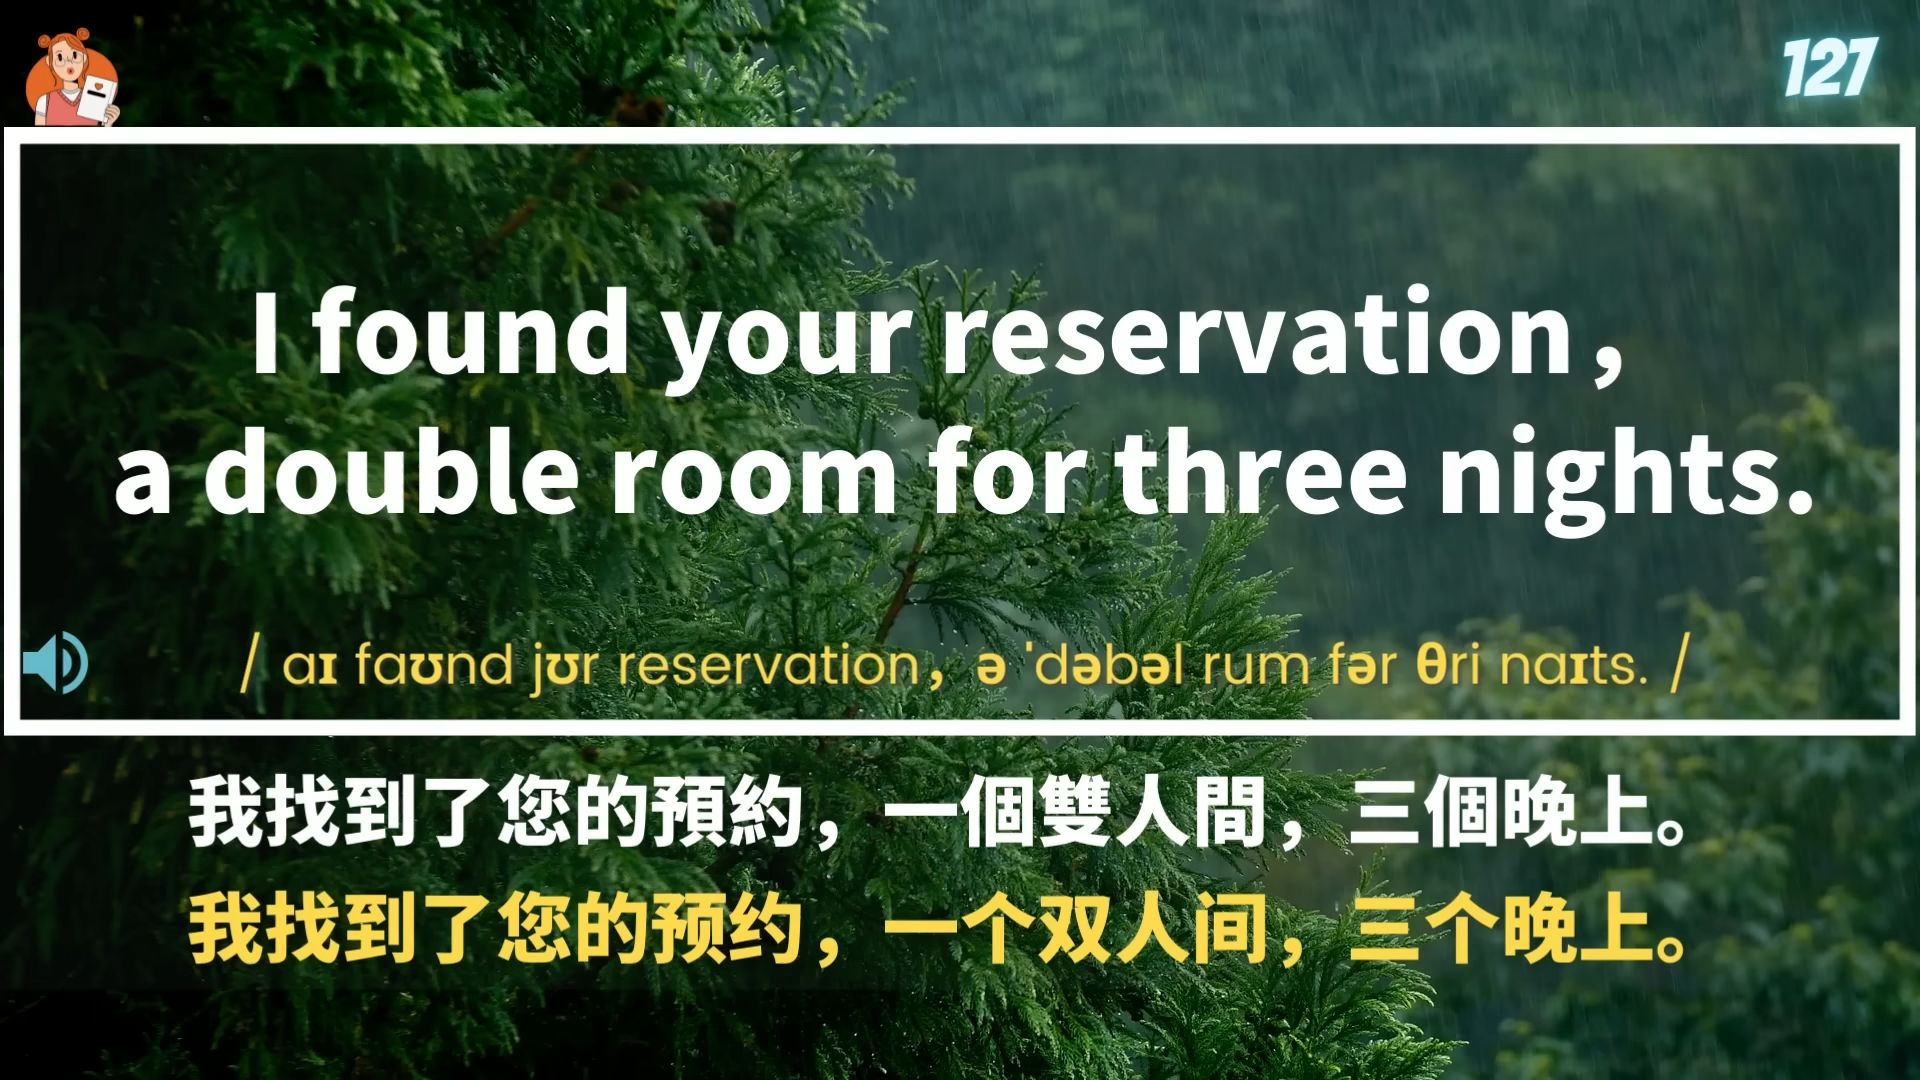 127
I found your reservation，
a double room for three nights.
/ aɪ faʊnd jʊr reservation，ə ˈdəbəl rum fər θri naɪts. /
我找到了您的預約，一個雙人間，三個晚上。
我找到了您的预约，一个双人间，三个晚上。